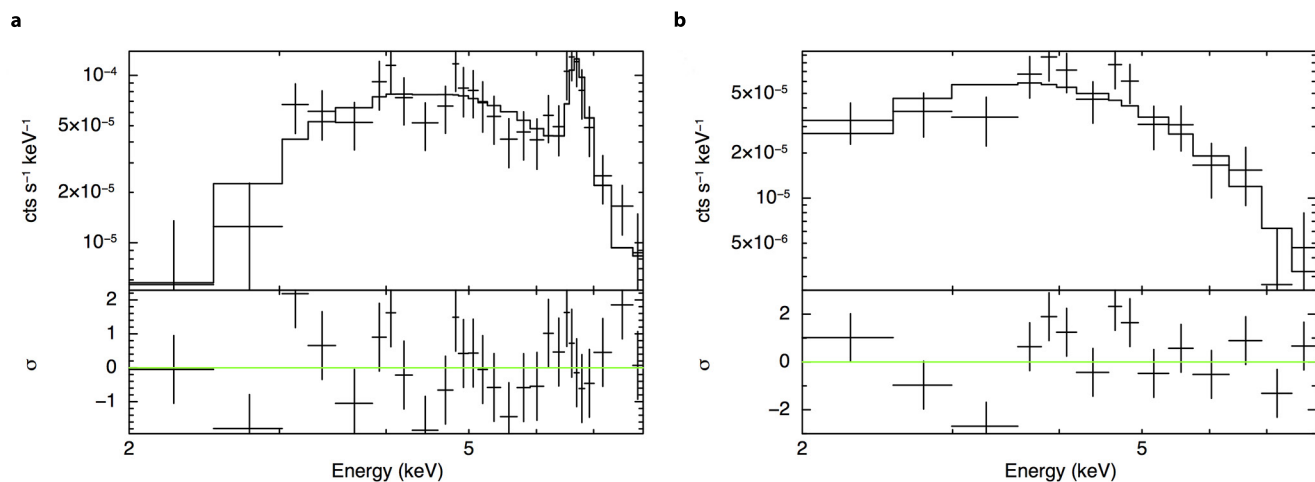 a
b
10⁻⁴
5×10⁻⁵
2×10⁻⁵
10⁻⁵
cts s⁻¹ keV⁻¹
2
1
0
−1
σ
2
5
Energy (keV)
5×10⁻⁵
2×10⁻⁵
10⁻⁵
5×10⁻⁶
cts s⁻¹ keV⁻¹
2
0
−2
σ
2
5
Energy (keV)